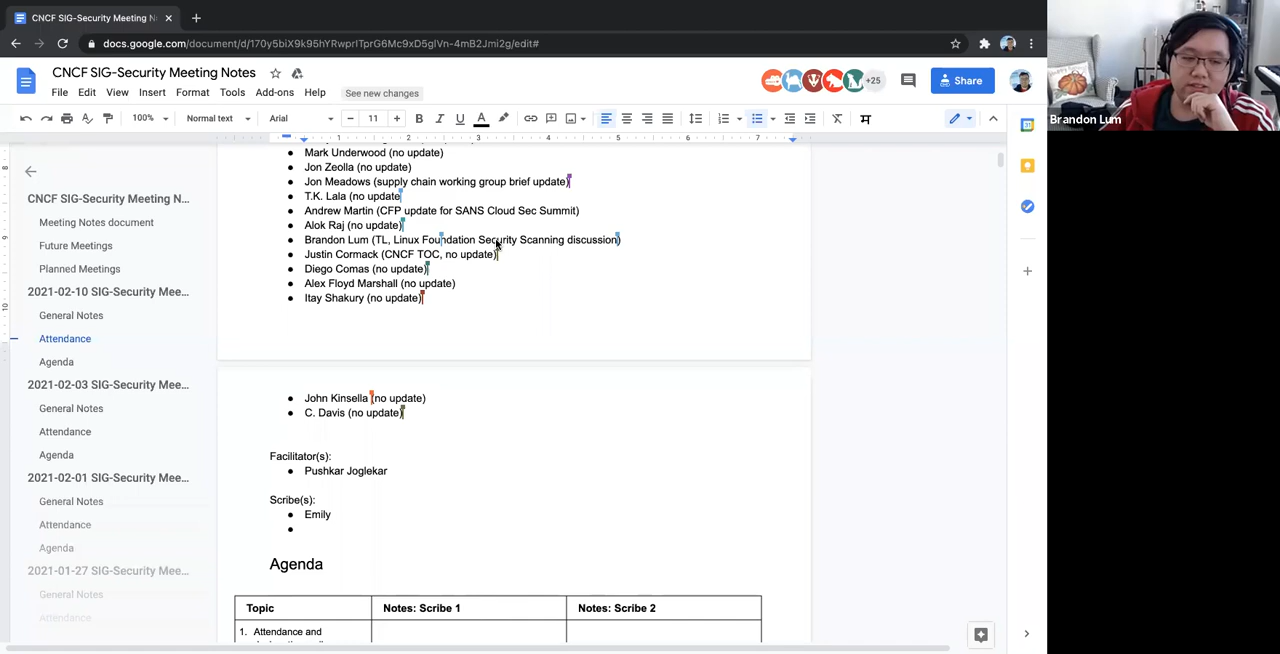 CNCF SIG-Security Meeting N
docs.google.com/document/d/170y5biX9k95hYRwprITprG6Mc9xD5glVn-4mB2Jmi2g/edit#
CNCF SIG-Security Meeting Notes
File Edit View Insert Format Tools Add-ons Help See new changes
+25
Share
100% Normal text Arial 11
1 2 3 4 5 6 7
CNCF SIG-Security Meeting N...
Meeting Notes document
Future Meetings
Planned Meetings
2021-02-10 SIG-Security Mee...
General Notes
Attendance
Agenda
2021-02-03 SIG-Security Mee...
General Notes
Attendance
Agenda
2021-02-01 SIG-Security Mee...
General Notes
Attendance
Agenda
2021-01-27 SIG-Security Mee...
General Notes
Attendance
Mark Underwood (no update)
Jon Zeolla (no update)
Jon Meadows (supply chain working group brief update)
T.K. Lala (no update
Andrew Martin (CFP update for SANS Cloud Sec Summit)
Alok Raj (no update)
Brandon Lum (TL, Linux Foundation Security Scanning discussion)
Justin Cormack (CNCF TOC, no update)
Diego Comas (no update)
Alex Floyd Marshall (no update)
Itay Shakury (no update)
John Kinsella (no update)
C. Davis (no update)
Facilitator(s):
Pushkar Joglekar
Scribe(s):
Emily
Agenda
Topic Notes: Scribe 1 Notes: Scribe 2
1. Attendance and
Brandon Lum